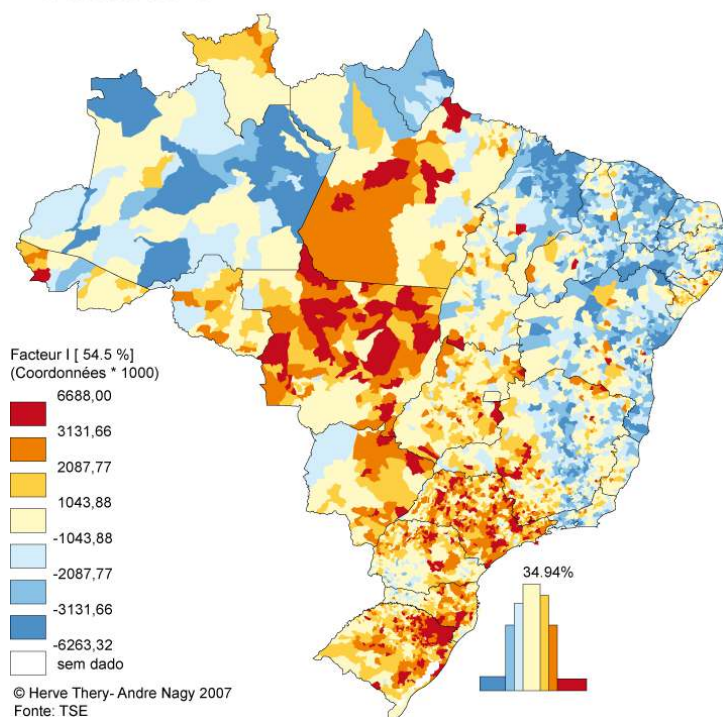 Facteur I [ 54.5 %]
(Coordonnées * 1000)
6688,00
3131,66
2087,77
1043,88
-1043,88
-2087,77
-3131,66
-6263,32
sem dado
34.94%
© Herve Thery- Andre Nagy 2007
Fonte: TSE